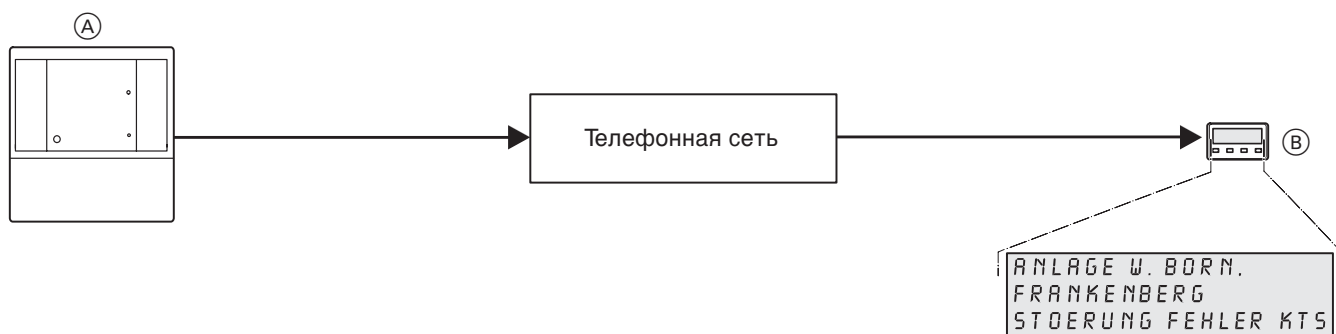 A
Телефонная сеть
B
ANLAGE W. BORN.
FRANKENBERG
STOERUNG FEHLER KTS